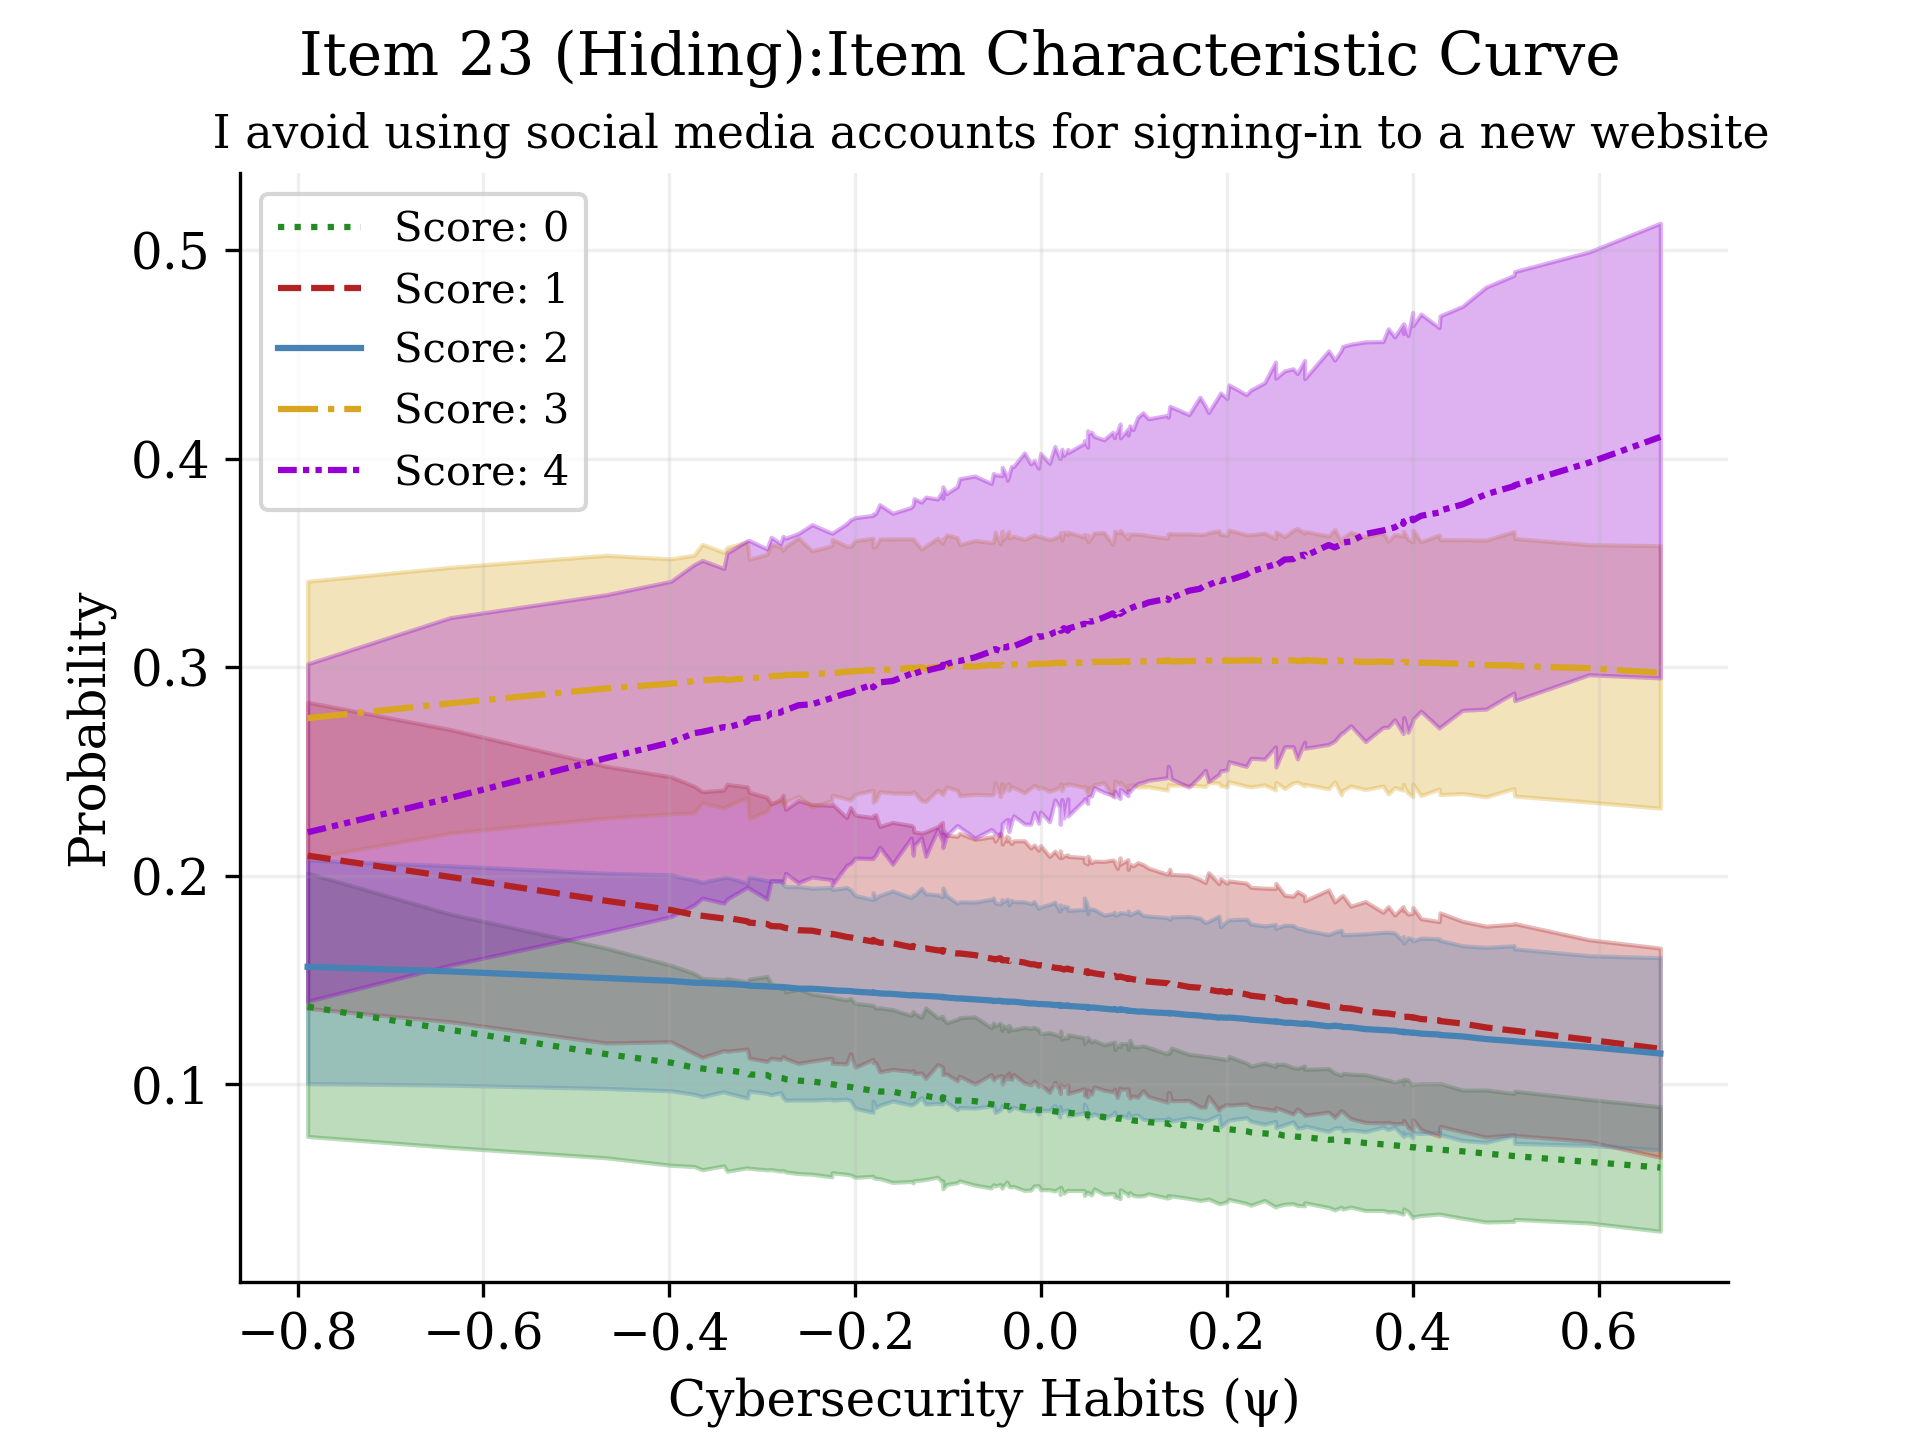 Item 23 (Hiding):Item Characteristic Curve
I avoid using social media accounts for signing-in to a new website
Score: 0
Score: 1
Score: 2
Score: 3
Score: 4
Probability
0.5
0.4
0.3
0.2
0.1
−0.8 −0.6 −0.4 −0.2 0.0 0.2 0.4 0.6
Cybersecurity Habits (ψ)